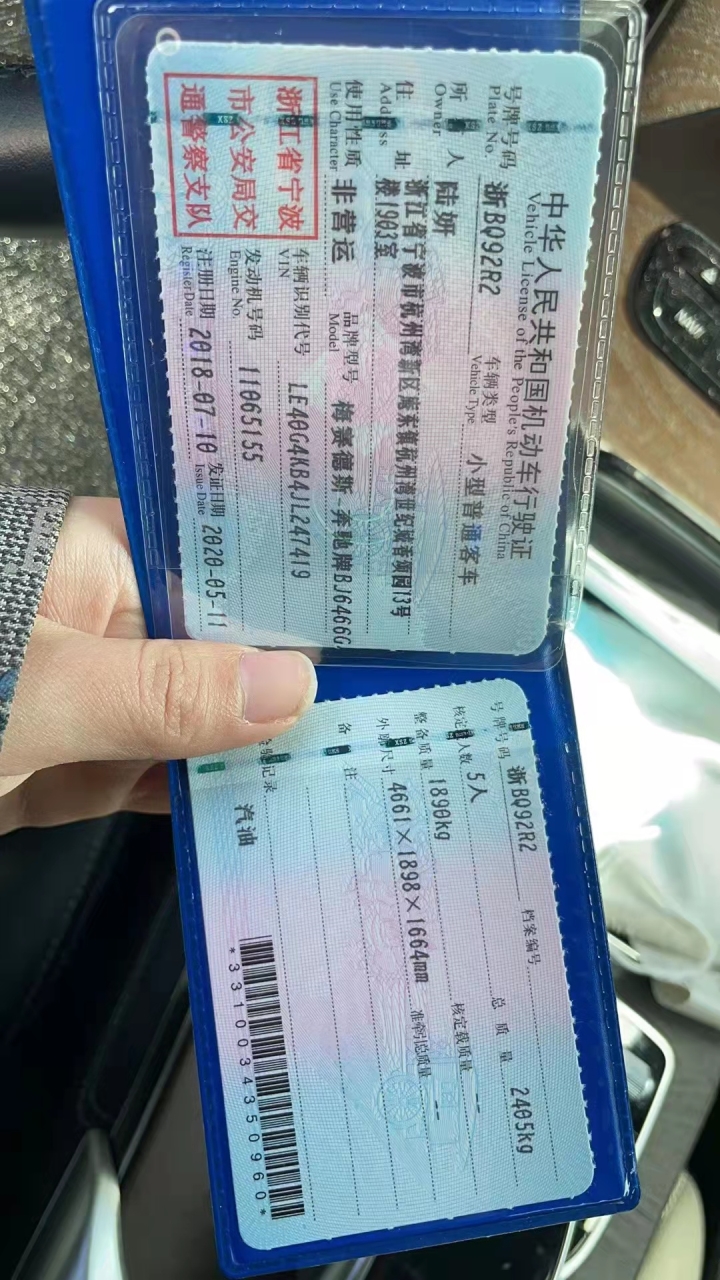 中华人民共和国机动车行驶证
Vehicle License of the People's Republic of China
号牌号码 浙BQ92R2 车辆类型 小型普通客车
Plate No. Vehicle Type
所有人 陆妍
Owner
住址 浙江省宁波市杭州湾新区庵东镇杭州湾世纪城香颂园13号
Address 楼1903室
使用性质 非营运 品牌型号 梅赛德斯.奔驰牌BJ6466G
Use Character Model
浙江省宁波
市公安局交
通警察支队
车辆识别代号 LE40G4KB4JL247419
VIN
发动机号码 11065155
Engine No.
注册日期 2018-07-10 发证日期 2020-05-11
Register Date Issue Date
号牌号码 浙BQ92R2 档案编号
核定人数 5人 总质量 2405kg
整备质量 1890kg 核定载质量 --
外廓尺寸 4661×1898×1664mm 准牵引总质量 --
备注
记录 汽油
*3310034350960*